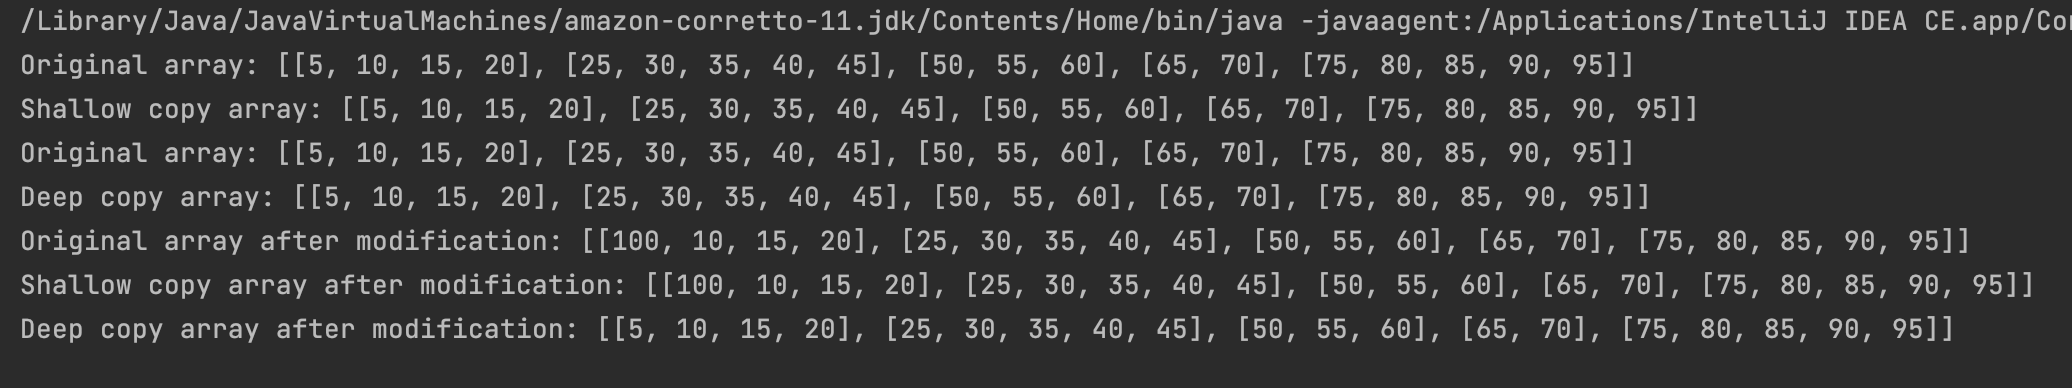 /Library/Java/JavaVirtualMachines/amazon-corretto-11.jdk/Contents/Home/bin/java -javaagent:/Applications/IntelliJ IDEA CE.app/Con
Original array: [[5, 10, 15, 20], [25, 30, 35, 40, 45], [50, 55, 60], [65, 70], [75, 80, 85, 90, 95]]
Shallow copy array: [[5, 10, 15, 20], [25, 30, 35, 40, 45], [50, 55, 60], [65, 70], [75, 80, 85, 90, 95]]
Original array: [[5, 10, 15, 20], [25, 30, 35, 40, 45], [50, 55, 60], [65, 70], [75, 80, 85, 90, 95]]
Deep copy array: [[5, 10, 15, 20], [25, 30, 35, 40, 45], [50, 55, 60], [65, 70], [75, 80, 85, 90, 95]]
Original array after modification: [[100, 10, 15, 20], [25, 30, 35, 40, 45], [50, 55, 60], [65, 70], [75, 80, 85, 90, 95]]
Shallow copy array after modification: [[100, 10, 15, 20], [25, 30, 35, 40, 45], [50, 55, 60], [65, 70], [75, 80, 85, 90, 95]]
Deep copy array after modification: [[5, 10, 15, 20], [25, 30, 35, 40, 45], [50, 55, 60], [65, 70], [75, 80, 85, 90, 95]]